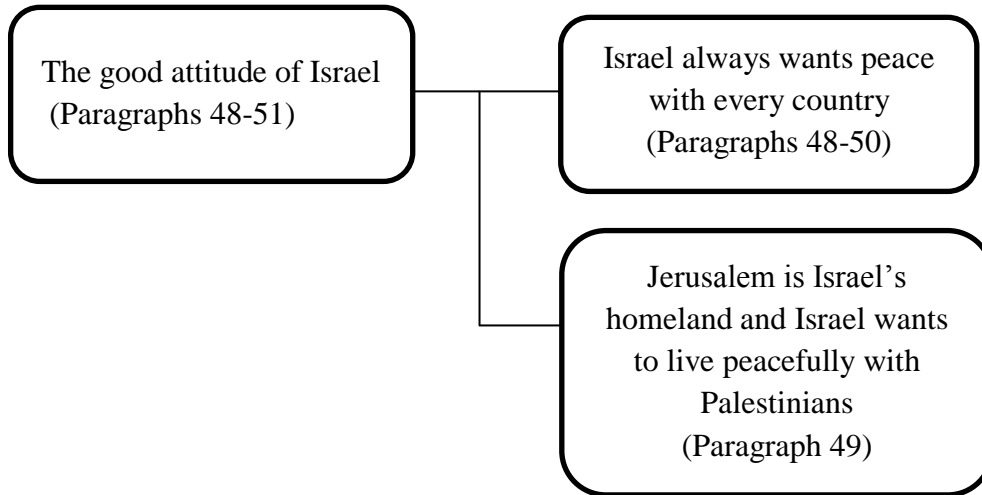 The good attitude of Israel
(Paragraphs 48-51)
Israel always wants peace
with every country
(Paragraphs 48-50)
Jerusalem is Israel’s
homeland and Israel wants
to live peacefully with
Palestinians
(Paragraph 49)